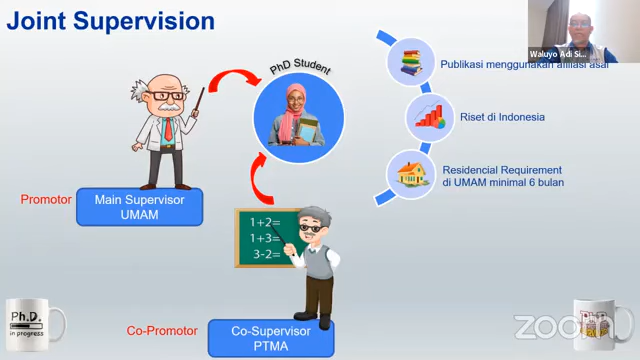 Joint Supervision
Waluyo Adi Si...
PhD Student
Publikasi menggunakan afiliasi asal
Riset di Indonesia
Residencial Requirement
di UMAM minimal 6 bulan
Promotor
Main Supervisor
UMAM
1+2=
1+3=
3-2=
Co-Promotor
Co-Supervisor
PTMA
Ph.D.
in progress
PhD
zoom